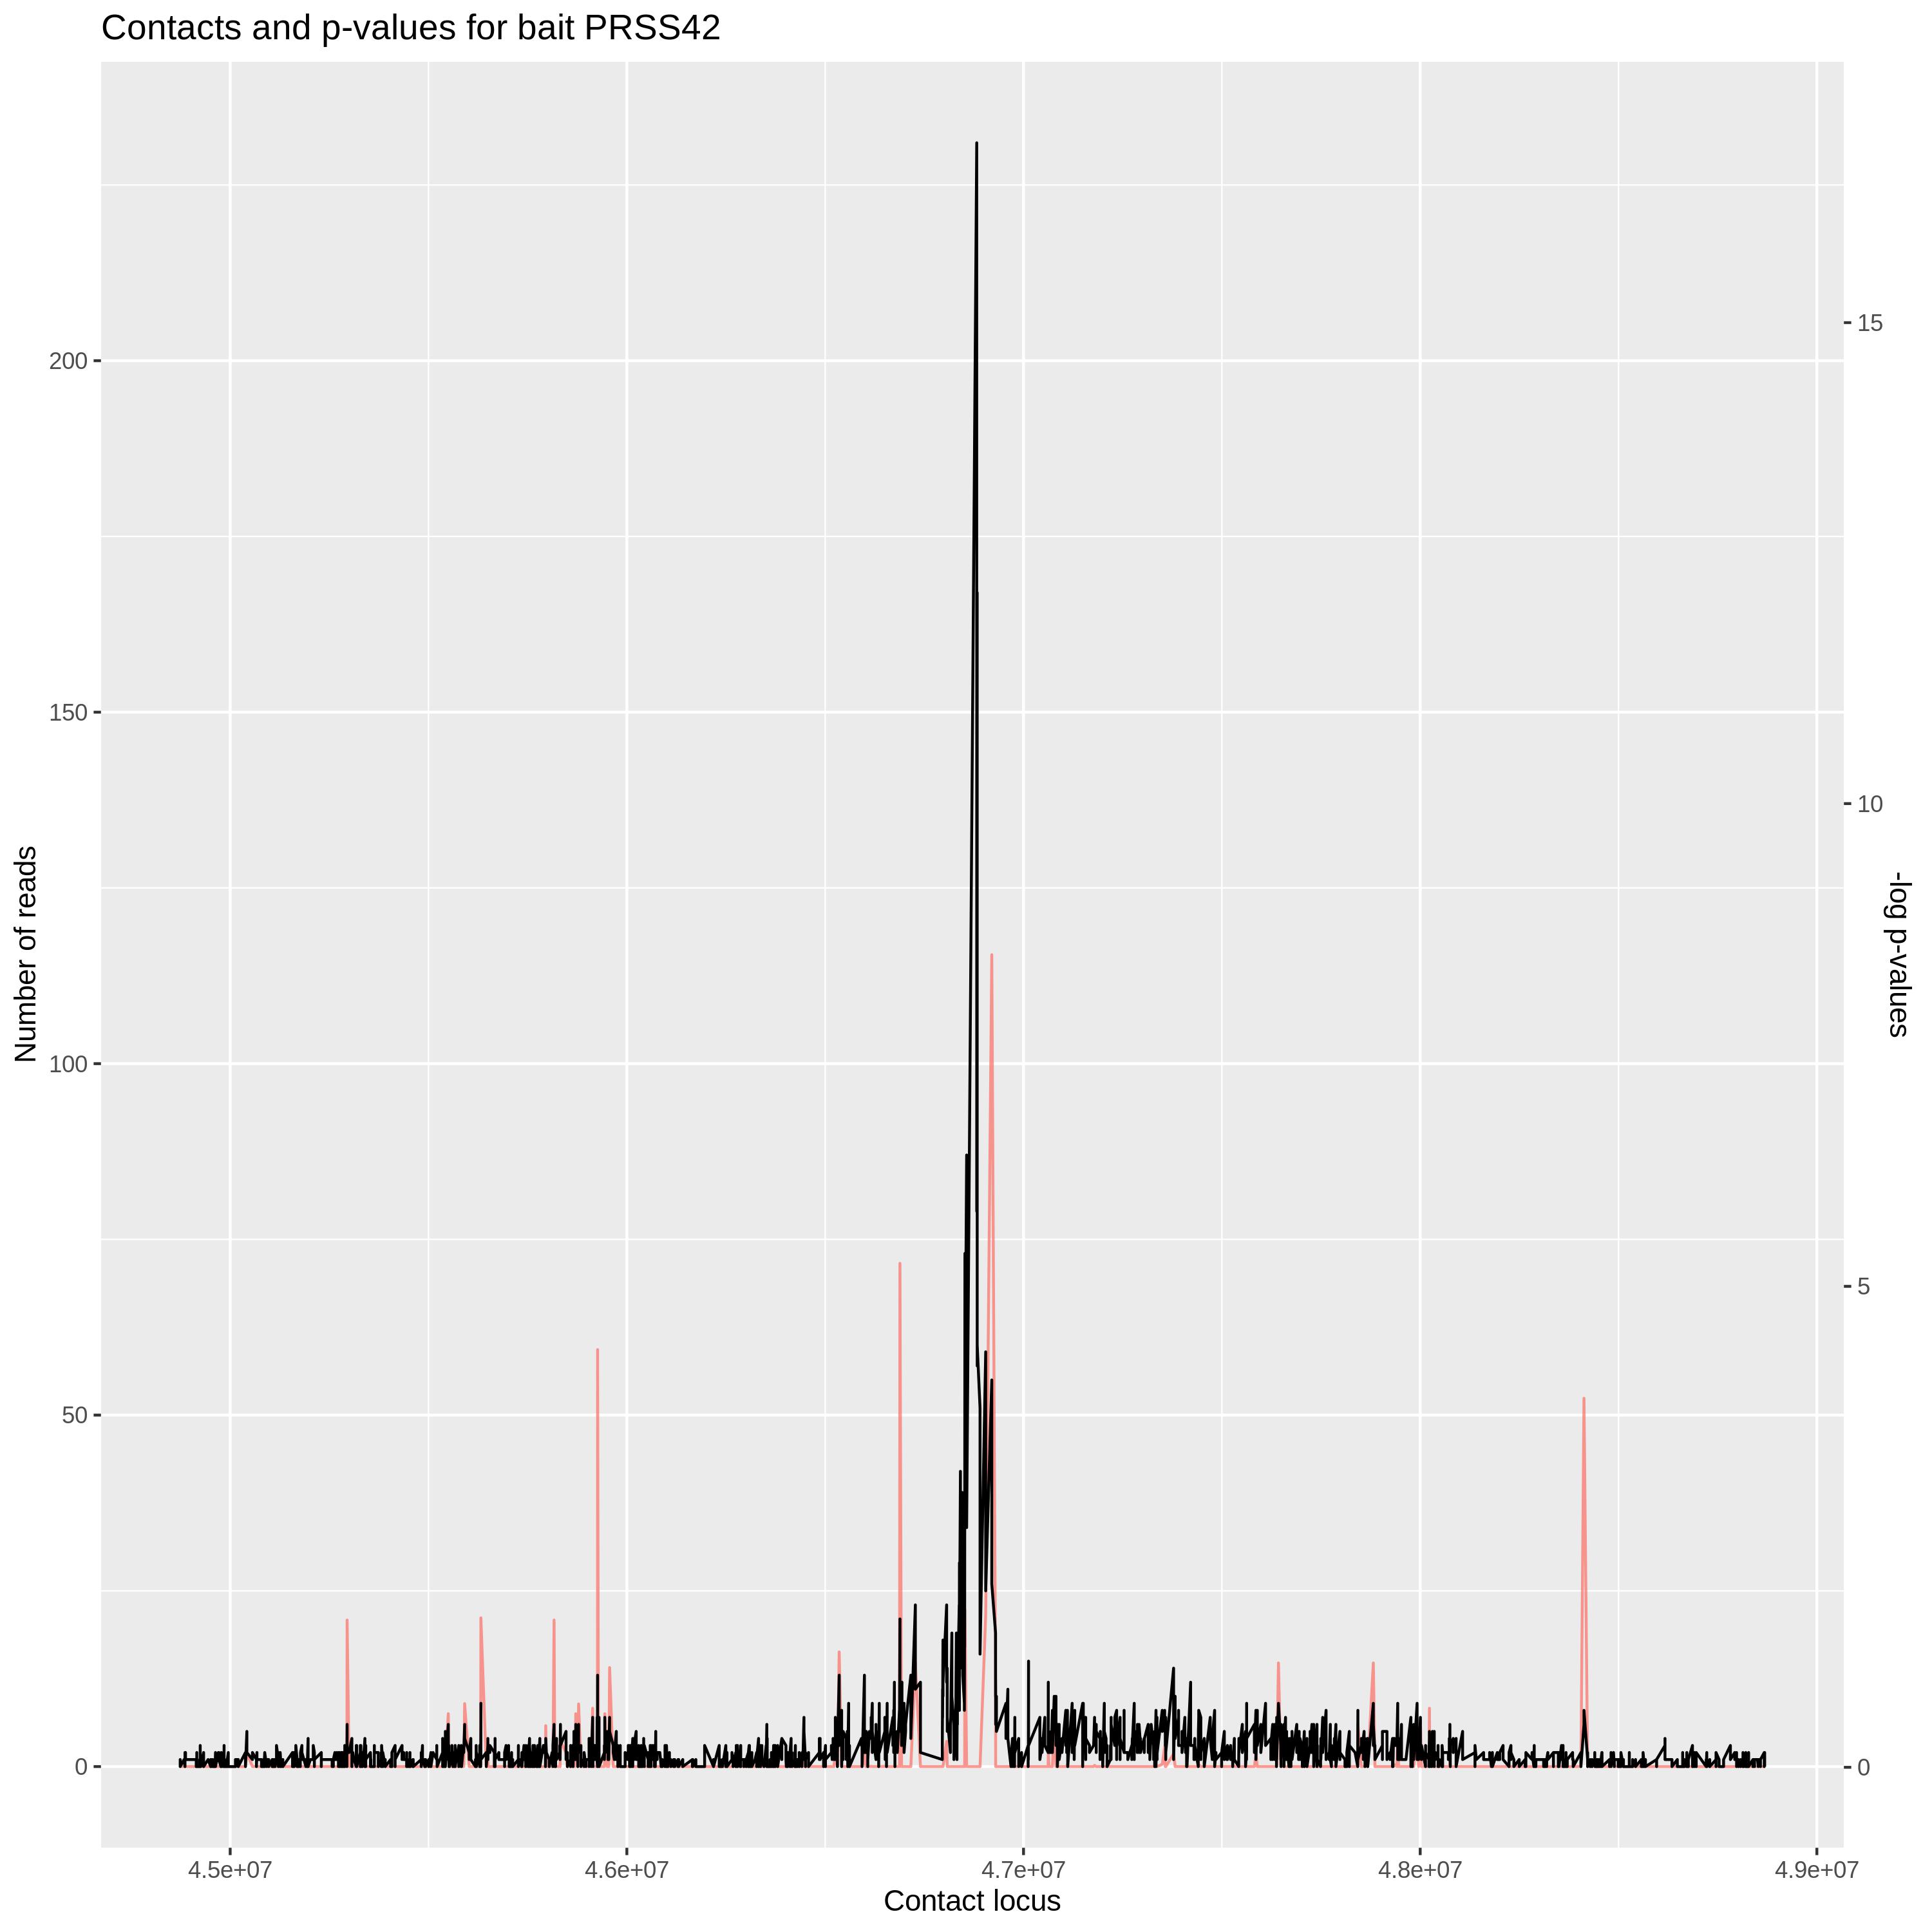 Contacts and p-values for bait PRSS42
Number of reads
200
150
100
50
0
15
10
5
0
-log p-values
4.5e+07 4.6e+07 4.7e+07 4.8e+07 4.9e+07
Contact locus